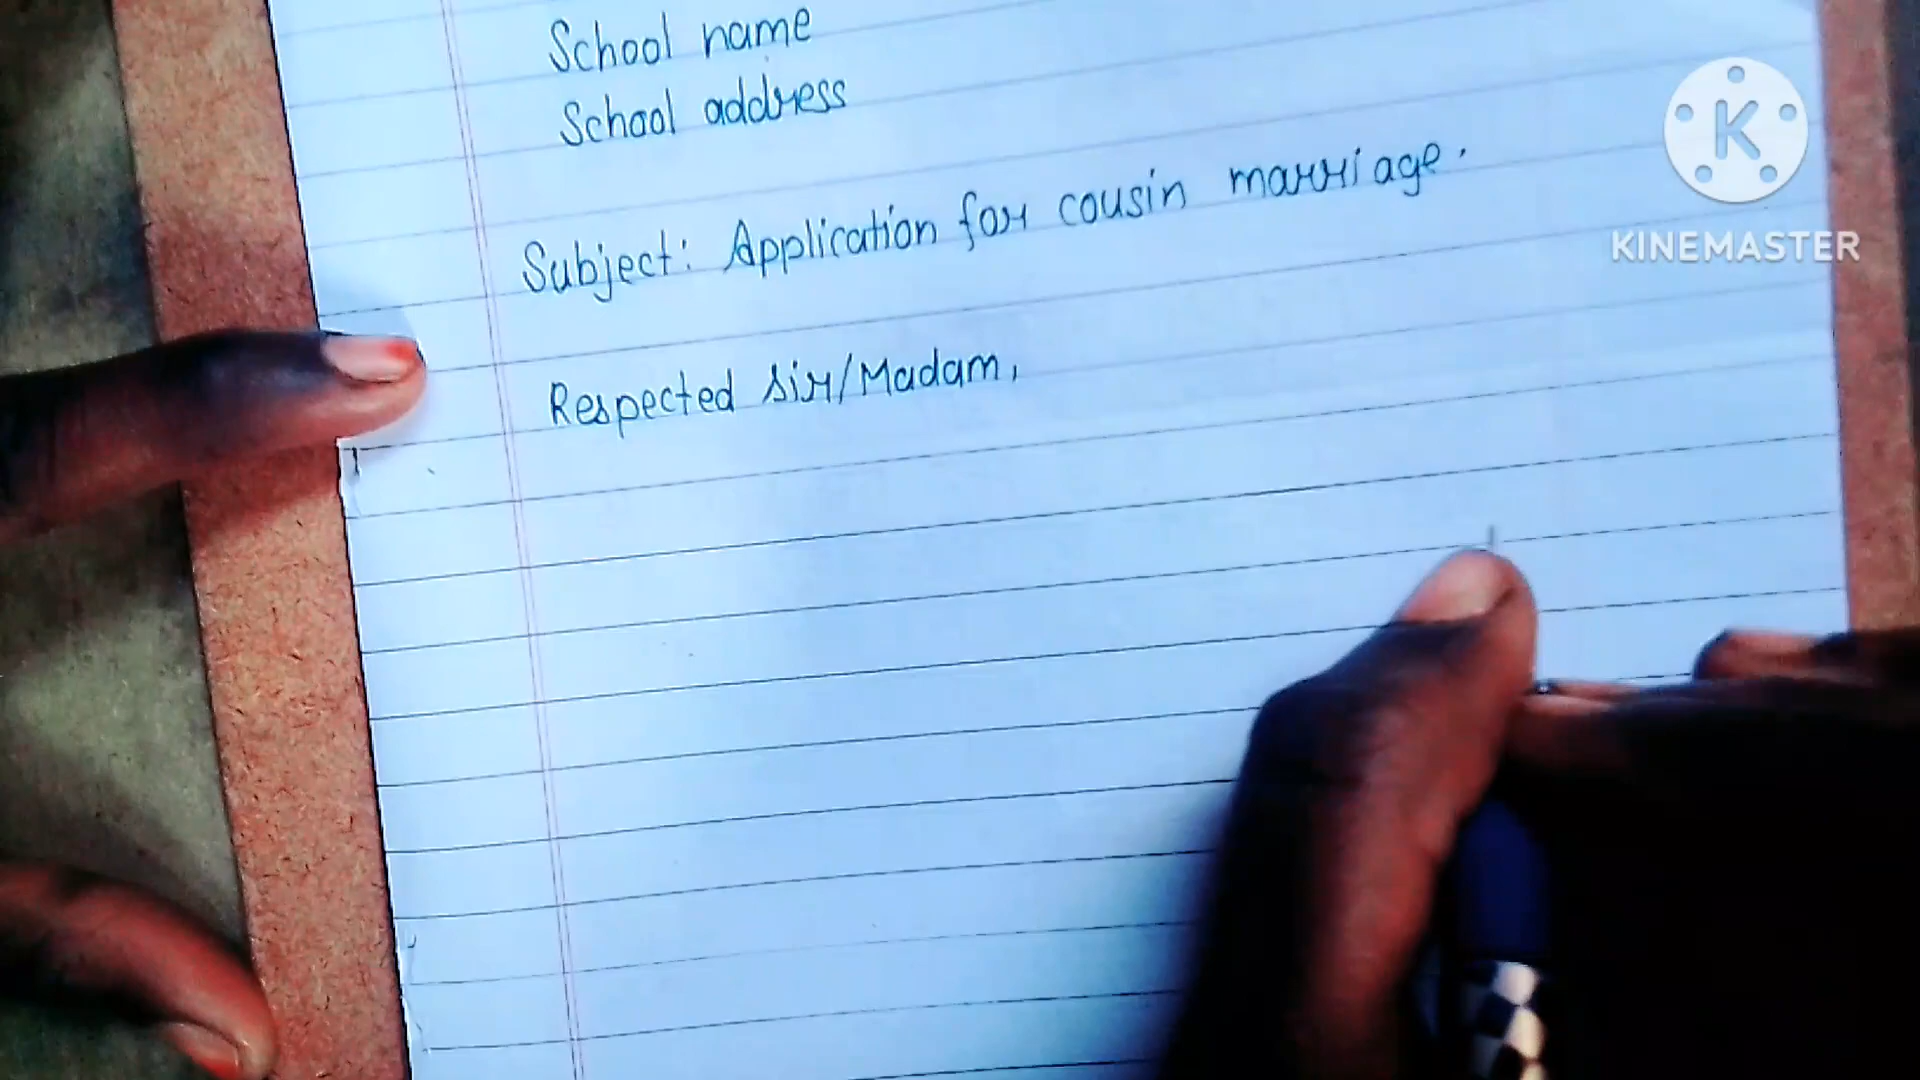 School name
School address
Subject: Application for cousin marriage.
Respected Sir/Madam,
K
KINEMASTER